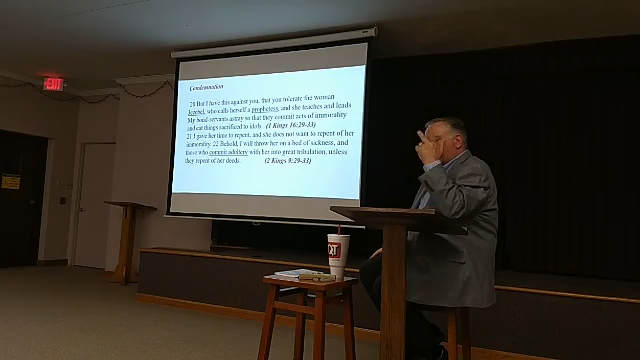 EXIT
Condemnation
20 But I have this against you, that you tolerate the woman
Jezebel, who calls herself a prophetess, and she teaches and leads
My bond-servants astray so that they commit acts of immorality
and eat things sacrificed to idols. (1 Kings 16:29-33)
21 I gave her time to repent, and she does not want to repent of her
immorality. 22 Behold, I will throw her on a bed of sickness, and
those who commit adultery with her into great tribulation, unless
they repent of her deeds. (2 Kings 9:29-33)
QT